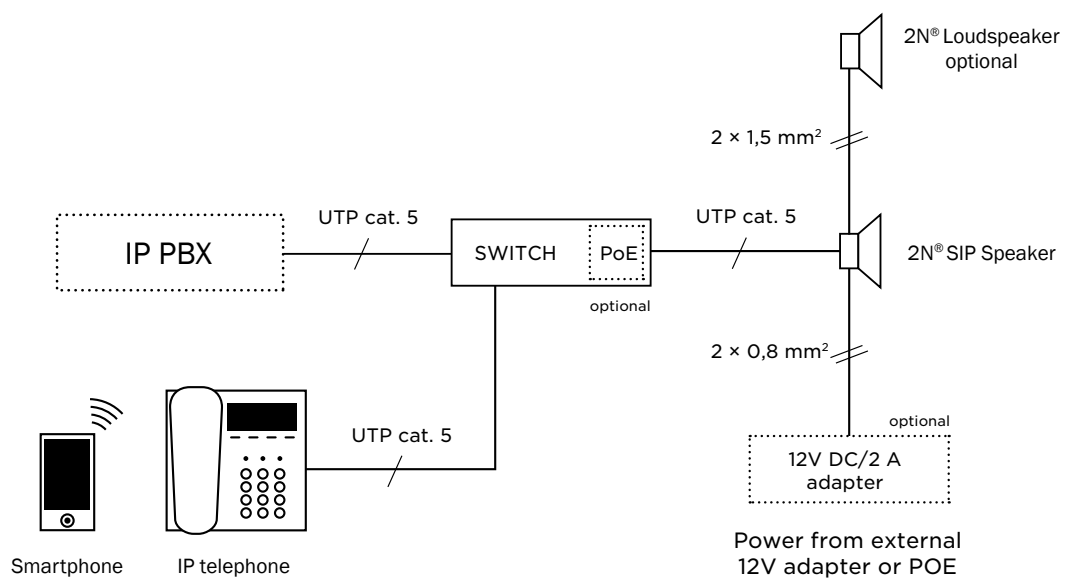 2N® Loudspeaker
optional
2 × 1,5 mm²
UTP cat. 5
UTP cat. 5
IP PBX
SWITCH
PoE
2N® SIP Speaker
optional
2 × 0,8 mm²
optional
UTP cat. 5
12V DC/2 A
adapter
Power from external
12V adapter or POE
Smartphone
IP telephone